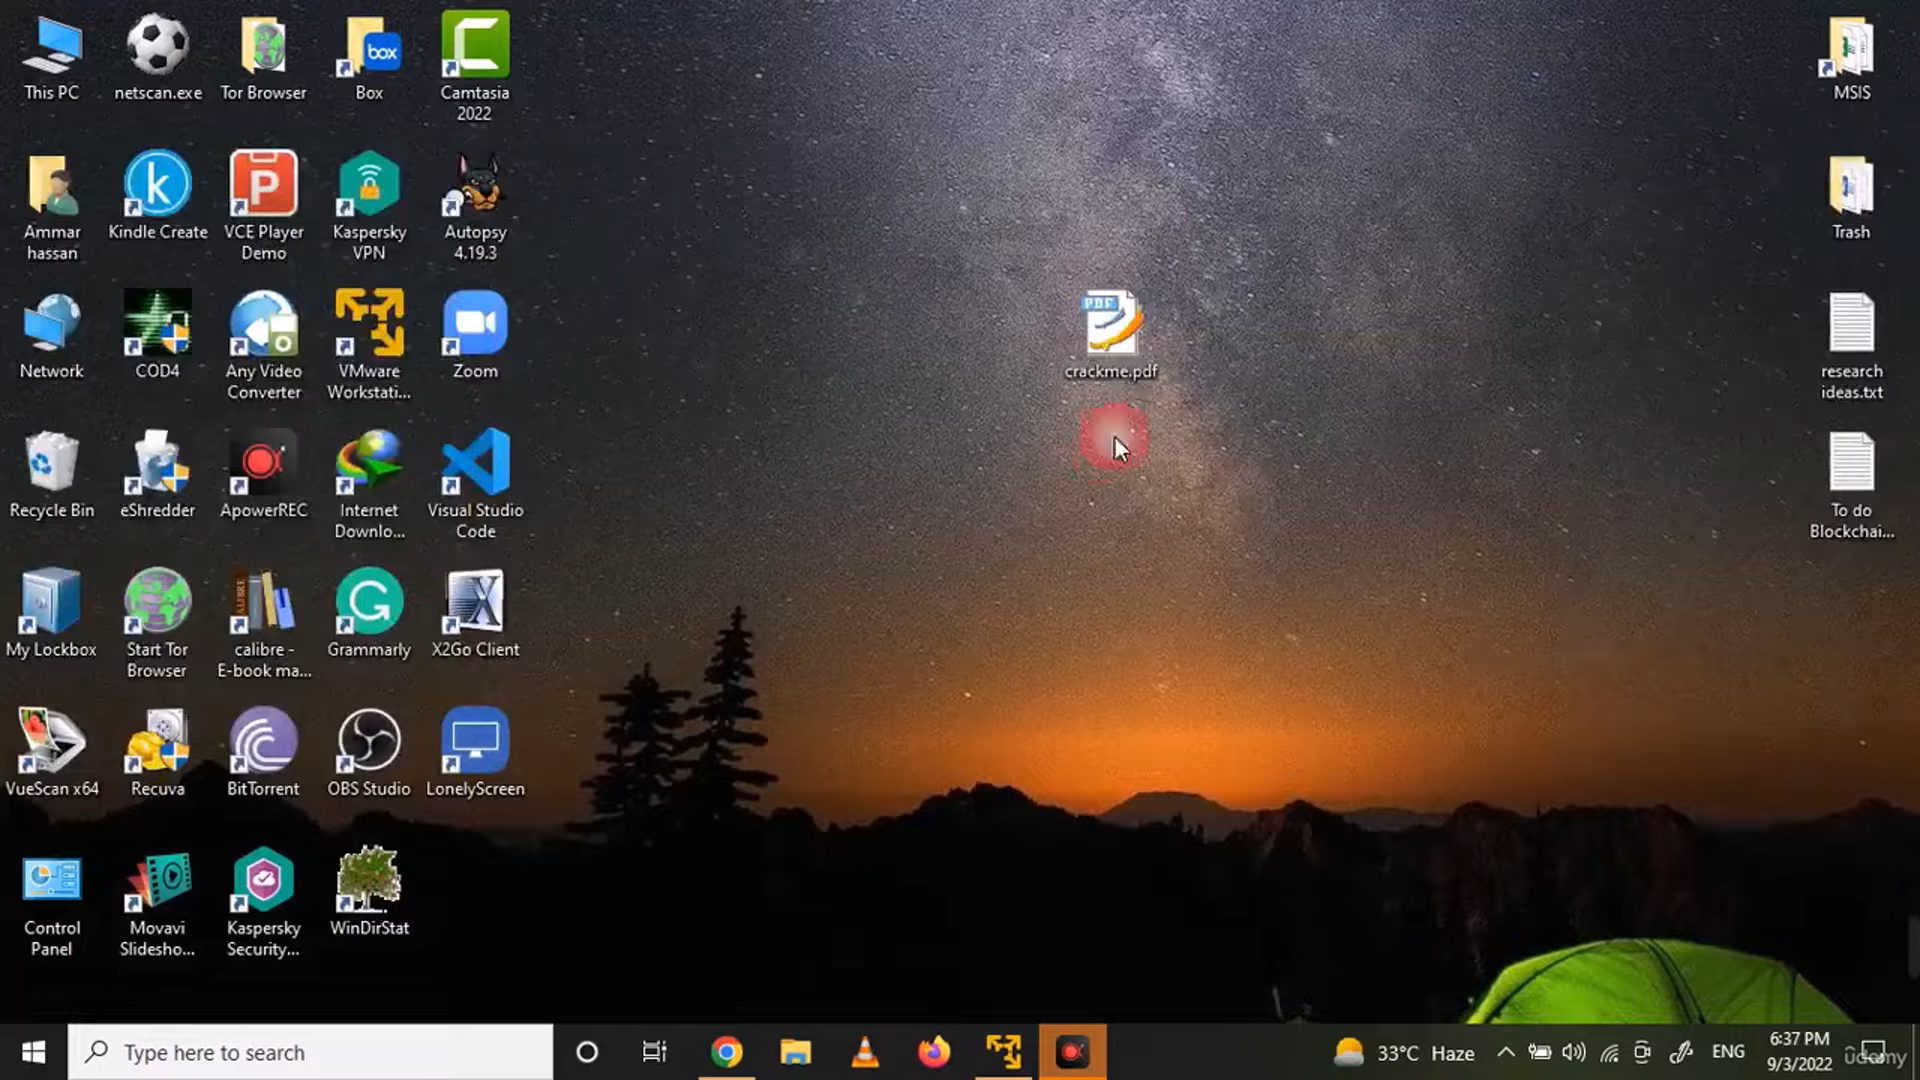 This PC
netscan.exe
Tor Browser
box
Box
Camtasia
2022
MSIS
Ammar
hassan
k
Kindle Create
P
VCE Player
Demo
Kaspersky
VPN
Autopsy
4.19.3
Trash
Network
COD4
Any Video
Converter
VMware
Workstati...
Zoom
PDF
crackme.pdf
research
ideas.txt
Recycle Bin
eShredder
ApowerREC
Internet
Downlo...
Visual Studio
Code
To do
Blockchai...
My Lockbox
Start Tor
Browser
CALIBRE
calibre -
E-book ma...
G
Grammarly
X
X2Go Client
VueScan x64
Recuva
BitTorrent
OBS Studio
LonelyScreen
Control
Panel
Movavi
Slidesho...
Kaspersky
Security...
WinDirStat
Type here to search
33°C Haze
ENG
6:37 PM
9/3/2022
udemy